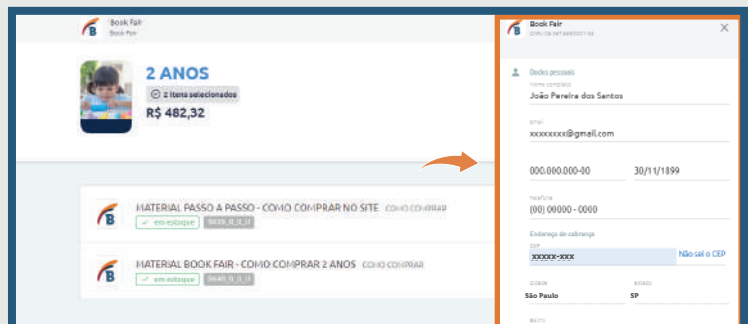 Book Fair
Book Fair
2 ANOS
2 itens selecionados
R$ 482,32
MATERIAL PASSO A PASSO - COMO COMPRAR NO SITE COMO COMPRAR
em estoque
MATERIAL BOOK FAIR - COMO COMPRAR 2 ANOS COMO COMPRAR
em estoque
Book Fair
Dados pessoais
Nome completo
João Pereira dos Santos
email
xxxxxxxx@gmail.com
000.000.000-00 30/11/1899
Telefone
(00) 00000 - 0000
Endereço de cobrança
CEP
xxxxx-xxx Não sei o CEP
Cidade Estado
São Paulo SP
Bairro